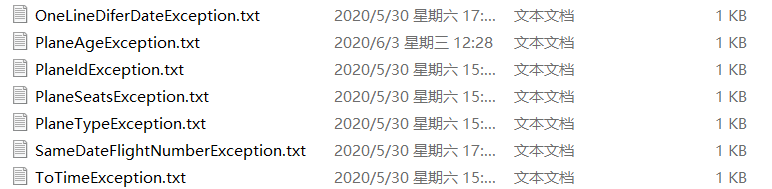 OneLineDiferDateException.txt 2020/5/30 星期六 17:... 文本文档 1 KB
PlaneAgeException.txt 2020/6/3 星期三 12:28 文本文档 1 KB
PlaneIdException.txt 2020/5/30 星期六 15:... 文本文档 1 KB
PlaneSeatsException.txt 2020/5/30 星期六 15:... 文本文档 1 KB
PlaneTypeException.txt 2020/5/30 星期六 15:... 文本文档 1 KB
SameDateFlightNumberException.txt 2020/5/30 星期六 17:... 文本文档 1 KB
ToTimeException.txt 2020/5/30 星期六 15:... 文本文档 1 KB